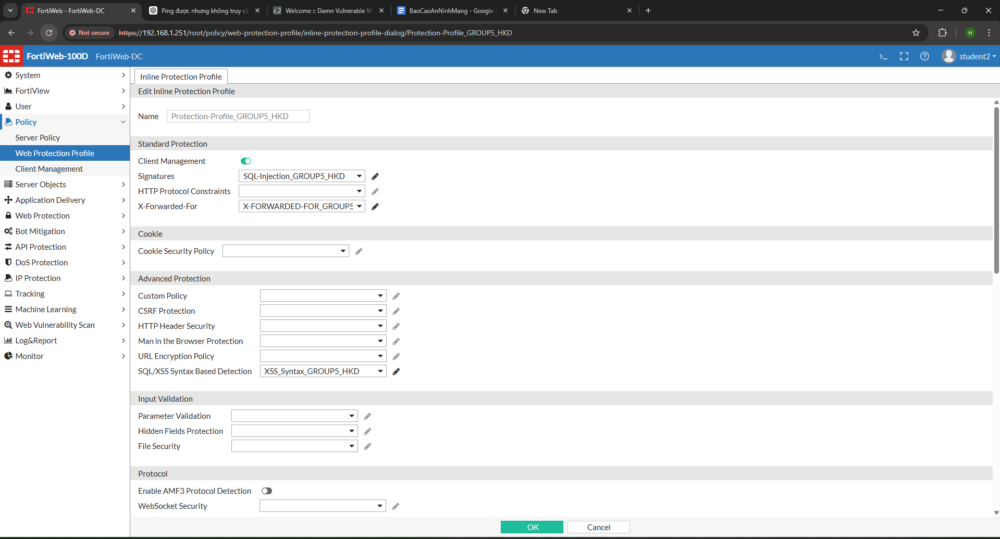 FortiWeb - FortiWeb-DC
Ping được nhưng không truy cậ
Welcome :: Damn Vulnerable W
BaoCaoAnNinhMang - Google
New Tab
Not secure
https://192.168.1.251/root/policy/web-protection-profile/inline-protection-profile-dialog/Protection-Profile_GROUP5_HKD
H
FortiWeb-100D FortiWeb-DC
student2
System
FortiView
User
Policy
Server Policy
Web Protection Profile
Client Management
Server Objects
Application Delivery
Web Protection
Bot Mitigation
API Protection
DoS Protection
IP Protection
Tracking
Machine Learning
Web Vulnerability Scan
Log&Report
Monitor
Inline Protection Profile
Edit Inline Protection Profile
Name Protection-Profile_GROUP5_HKD
Standard Protection
Client Management
Signatures SQL-Injection_GROUP5_HKD
HTTP Protocol Constraints
X-Forwarded-For X-FORWARDED-FOR_GROUP5
Cookie
Cookie Security Policy
Advanced Protection
Custom Policy
CSRF Protection
HTTP Header Security
Man in the Browser Protection
URL Encryption Policy
SQL/XSS Syntax Based Detection XSS_Syntax_GROUP5_HKD
Input Validation
Parameter Validation
Hidden Fields Protection
File Security
Protocol
Enable AMF3 Protocol Detection
WebSocket Security
OK Cancel